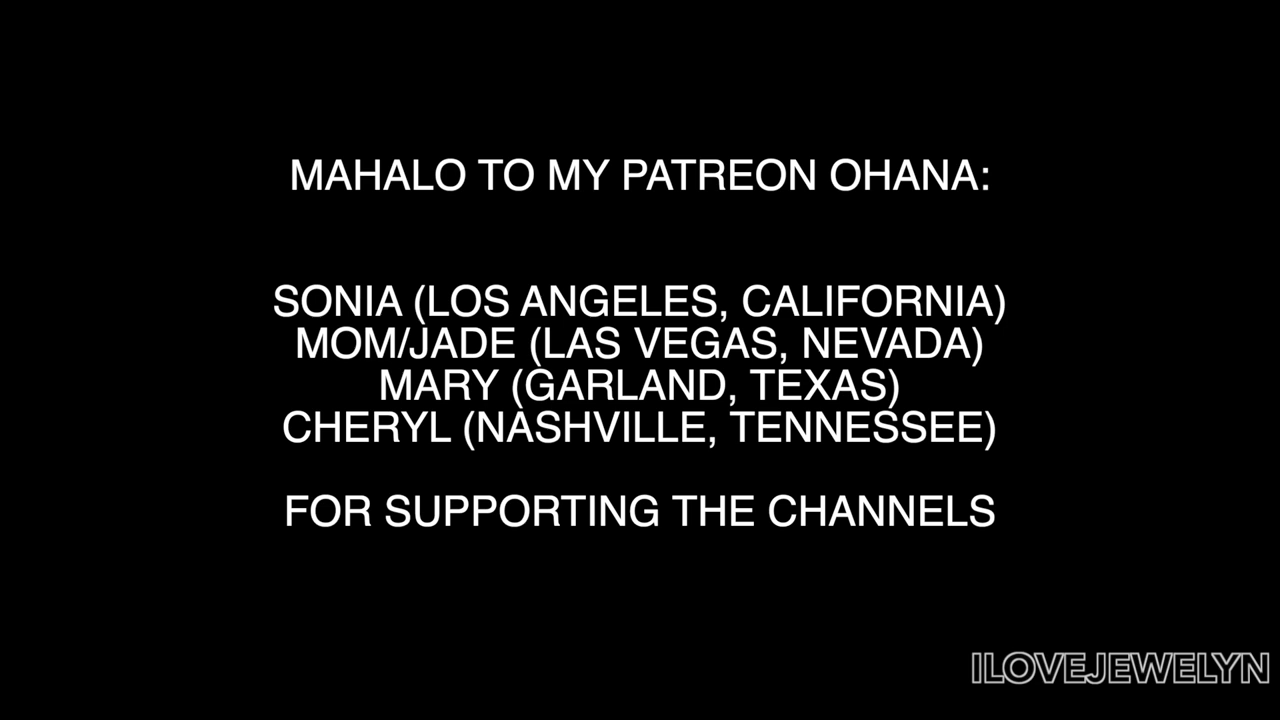 MAHALO TO MY PATREON OHANA:
SONIA (LOS ANGELES, CALIFORNIA)
MOM/JADE (LAS VEGAS, NEVADA)
MARY (GARLAND, TEXAS)
CHERYL (NASHVILLE, TENNESSEE)
FOR SUPPORTING THE CHANNELS
ILOVEJEWELYN